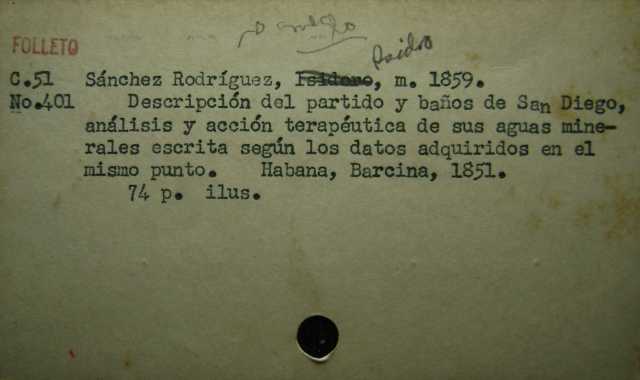 Isidro
FOLLETO
C.51 Sánchez Rodríguez, Isidoro, m. 1859.
No.401 Descripción del partido y baños de San Diego,
análisis y acción terapéutica de sus aguas mine-
rales escrita según los datos adquiridos en el
mismo punto. Habana, Barcina, 1851.
74 p. ilus.